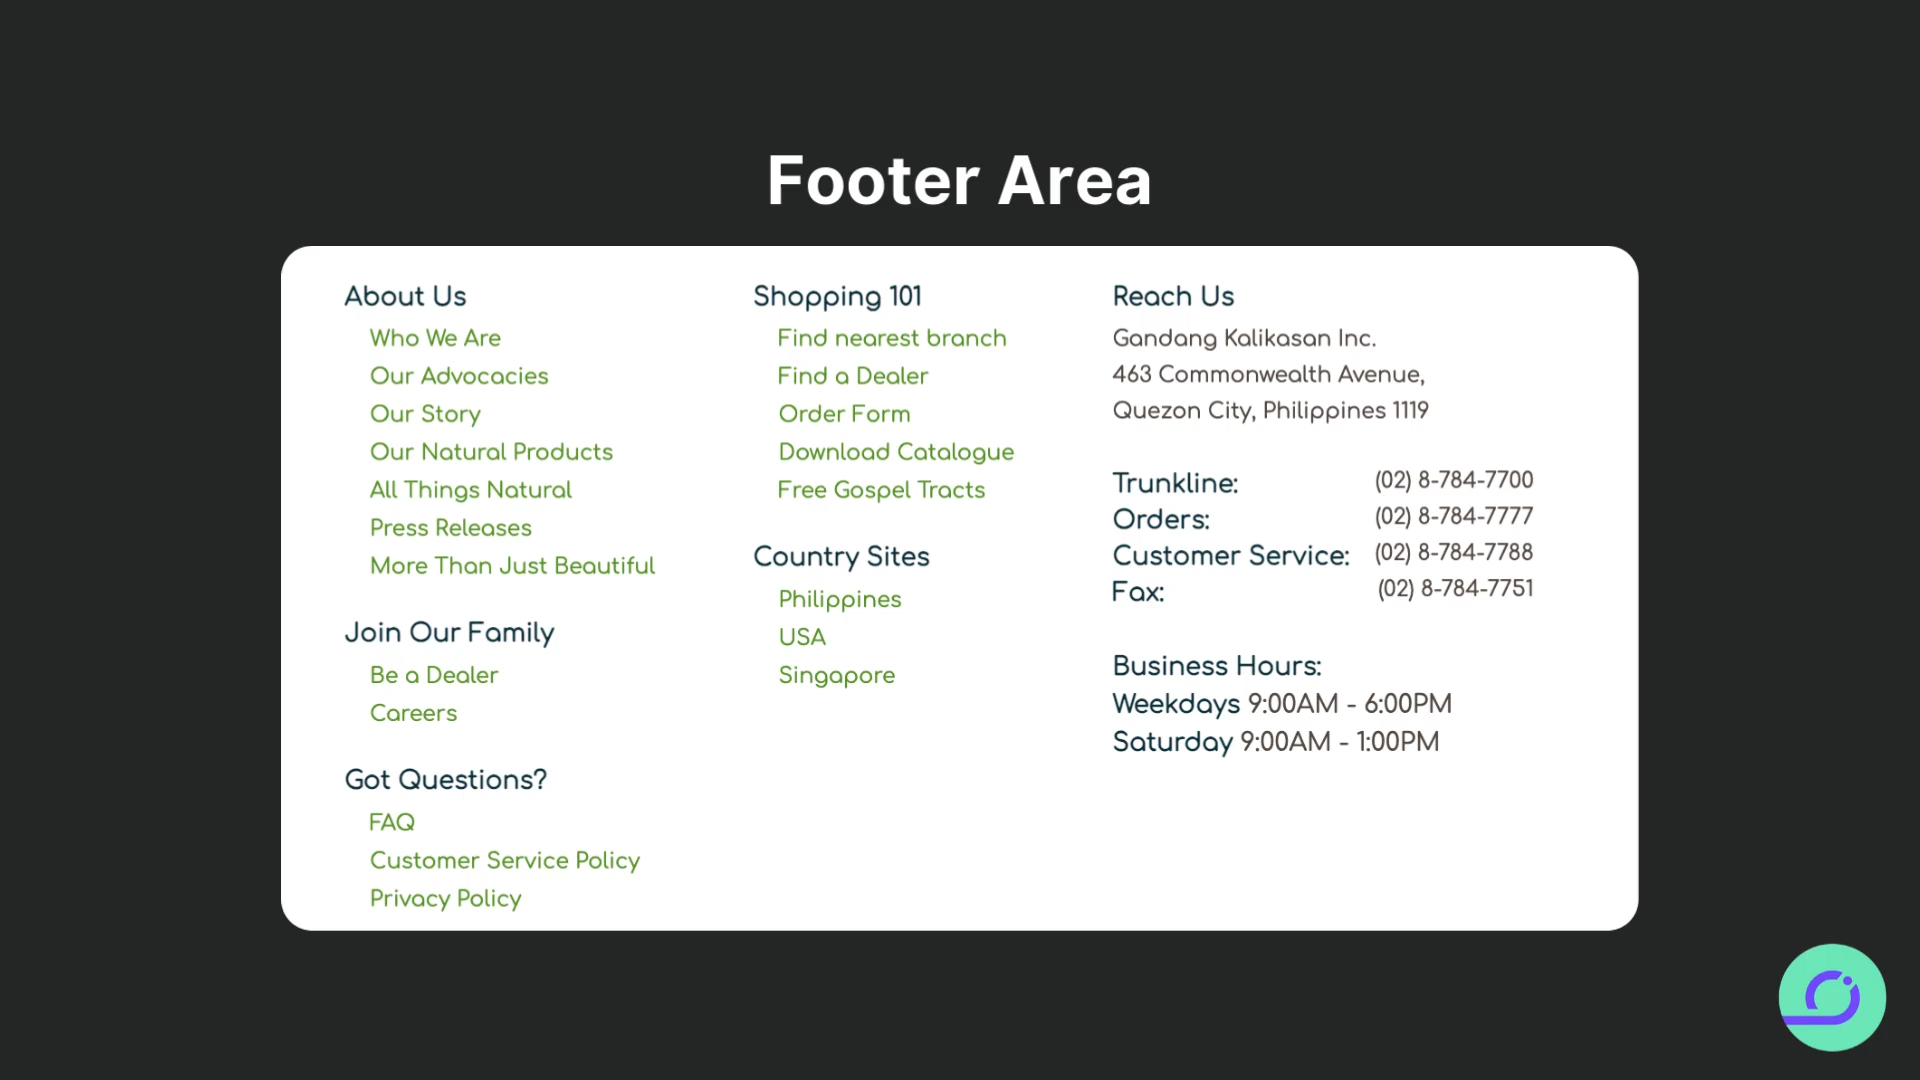 Footer Area
About Us
Who We Are
Our Advocacies
Our Story
Our Natural Products
All Things Natural
Press Releases
More Than Just Beautiful
Join Our Family
Be a Dealer
Careers
Got Questions?
FAQ
Customer Service Policy
Privacy Policy
Shopping 101
Find nearest branch
Find a Dealer
Order Form
Download Catalogue
Free Gospel Tracts
Country Sites
Philippines
USA
Singapore
Reach Us
Gandang Kalikasan Inc.
463 Commonwealth Avenue,
Quezon City, Philippines 1119
Trunkline: (02) 8-784-7700
Orders: (02) 8-784-7777
Customer Service: (02) 8-784-7788
Fax: (02) 8-784-7751
Business Hours:
Weekdays 9:00AM - 6:00PM
Saturday 9:00AM - 1:00PM